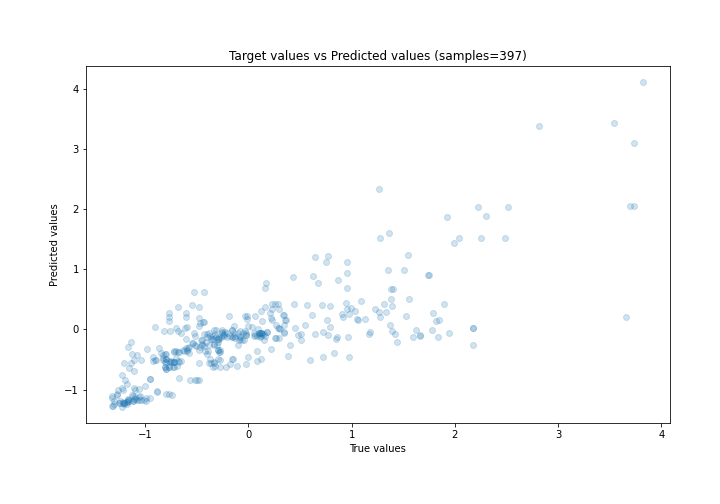 Target values vs Predicted values (samples=397)
4
3
2
1
0
−1
Predicted values
−1 0 1 2 3 4
True values